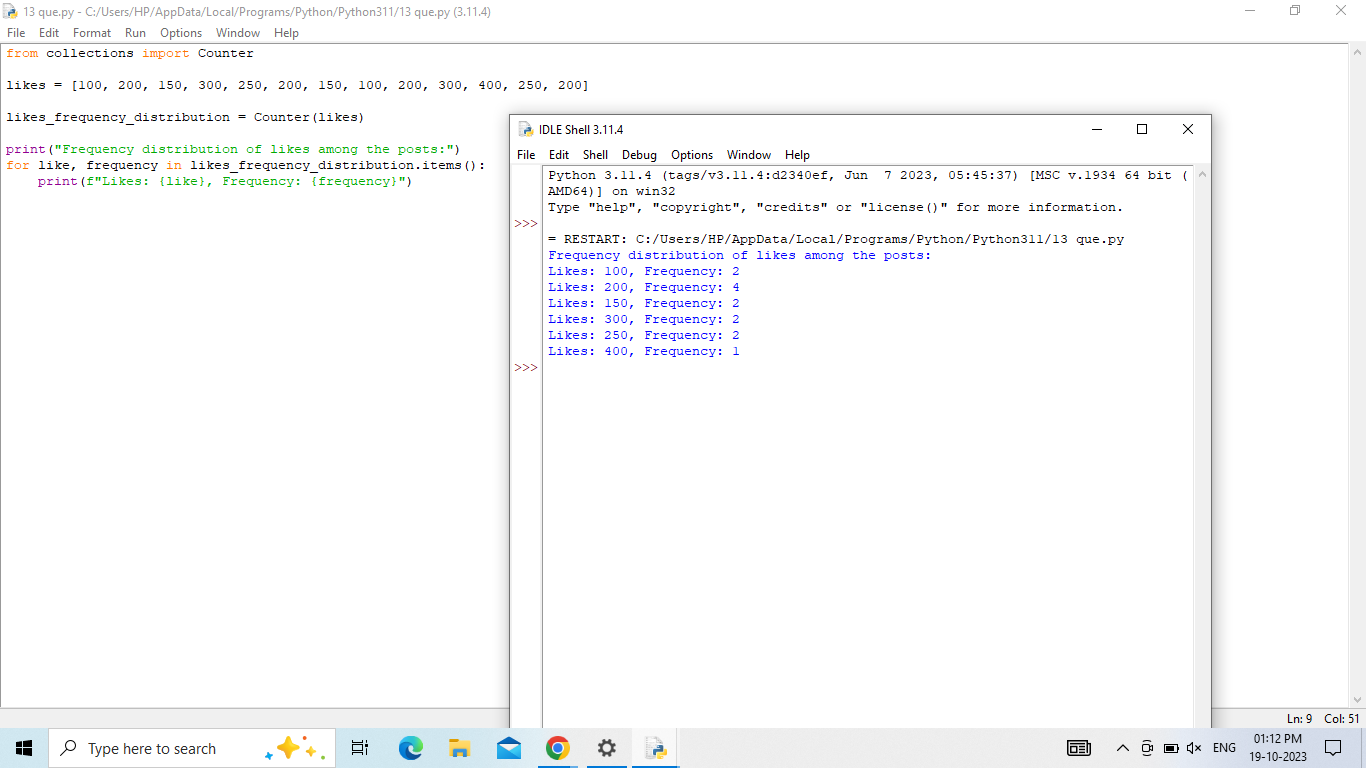 13 que.py - C:/Users/HP/AppData/Local/Programs/Python/Python311/13 que.py (3.11.4)
File Edit Format Run Options Window Help
from collections import Counter
likes = [100, 200, 150, 300, 250, 200, 150, 100, 200, 300, 400, 250, 200]
likes_frequency_distribution = Counter(likes)
print("Frequency distribution of likes among the posts:")
for like, frequency in likes_frequency_distribution.items():
    print(f"Likes: {like}, Frequency: {frequency}")
IDLE Shell 3.11.4
File Edit Shell Debug Options Window Help
Python 3.11.4 (tags/v3.11.4:d2340ef, Jun  7 2023, 05:45:37) [MSC v.1934 64 bit (
AMD64)] on win32
Type "help", "copyright", "credits" or "license()" for more information.
>>>
= RESTART: C:/Users/HP/AppData/Local/Programs/Python/Python311/13 que.py
Frequency distribution of likes among the posts:
Likes: 100, Frequency: 2
Likes: 200, Frequency: 4
Likes: 150, Frequency: 2
Likes: 300, Frequency: 2
Likes: 250, Frequency: 2
Likes: 400, Frequency: 1
>>>
Ln: 9 Col: 51
Type here to search
ENG
01:12 PM
19-10-2023